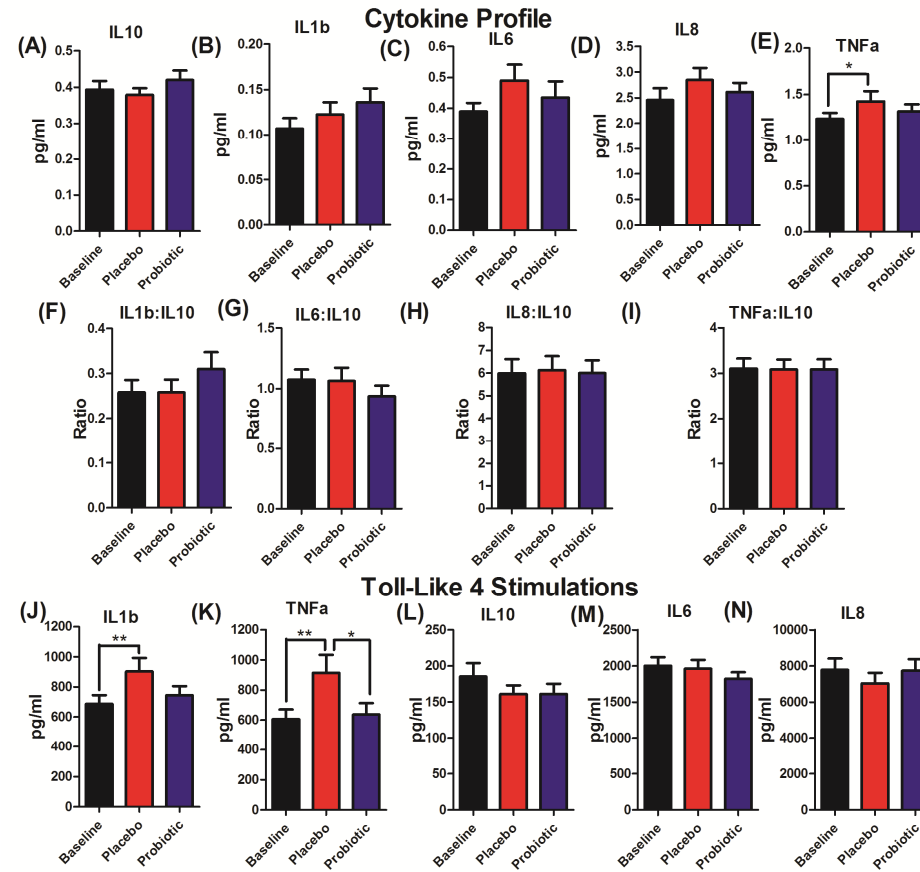 Cytokine Profile
(A)
IL10
pg/ml
0.5
0.4
0.3
0.2
0.1
0.0
Baseline
Placebo
Probiotic
(B)
IL1b
pg/ml
0.20
0.15
0.10
0.05
0.00
Baseline
Placebo
Probiotic
(C)
IL6
pg/ml
0.6
0.5
0.4
0.3
0.2
0.1
0.0
Baseline
Placebo
Probiotic
(D)
IL8
pg/ml
3.5
3.0
2.5
2.0
1.5
1.0
0.5
0.0
Baseline
Placebo
Probiotic
(E)
TNFa
*
pg/ml
2.0
1.5
1.0
0.5
0.0
Baseline
Placebo
Probiotic
(F)
IL1b:IL10
Ratio
0.4
0.3
0.2
0.1
0.0
Baseline
Placebo
Probiotic
(G)
IL6:IL10
Ratio
1.5
1.0
0.5
0.0
Baseline
Placebo
Probiotic
(H)
IL8:IL10
Ratio
8
7
6
5
4
3
2
1
0
Baseline
Placebo
Probiotic
(I)
TNFa:IL10
Ratio
4
3
2
1
0
Baseline
Placebo
Probiotic
Toll-Like 4 Stimulations
(J)
IL1b
**
pg/ml
1200
1000
800
600
400
200
0
Baseline
Placebo
Probiotic
(K)
TNFa
**
*
pg/ml
1200
1000
800
600
400
200
0
Baseline
Placebo
Probiotic
(L)
IL10
pg/ml
250
200
150
100
50
0
Baseline
Placebo
Probiotic
(M)
IL6
pg/ml
2500
2000
1500
1000
500
0
Baseline
Placebo
Probiotic
(N)
IL8
pg/ml
10000
8000
6000
4000
2000
0
Baseline
Placebo
Probiotic